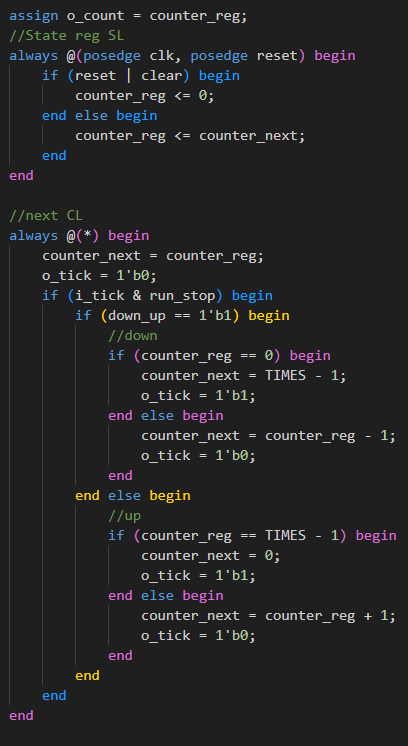 assign o_count = counter_reg;
//State reg SL
always @(posedge clk, posedge reset) begin
    if (reset | clear) begin
        counter_reg <= 0;
    end else begin
        counter_reg <= counter_next;
    end
end

//next CL
always @(*) begin
    counter_next = counter_reg;
    o_tick = 1'b0;
    if (i_tick & run_stop) begin
        if (down_up == 1'b1) begin
            //down
            if (counter_reg == 0) begin
                counter_next = TIMES - 1;
                o_tick = 1'b1;
            end else begin
                counter_next = counter_reg - 1;
                o_tick = 1'b0;
            end
        end else begin
            //up
            if (counter_reg == TIMES - 1) begin
                counter_next = 0;
                o_tick = 1'b1;
            end else begin
                counter_next = counter_reg + 1;
                o_tick = 1'b0;
            end
        end
    end
end